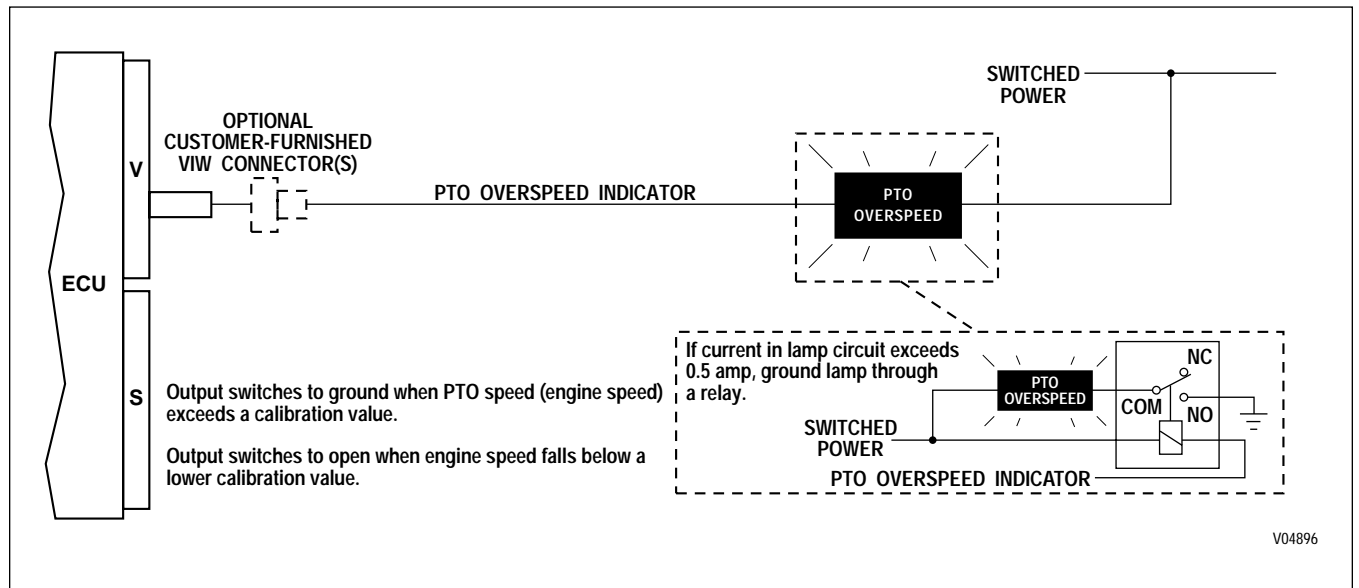 SWITCHED
POWER
OPTIONAL
CUSTOMER-FURNISHED
VIW CONNECTOR(S)
V
PTO OVERSPEED INDICATOR
PTO
OVERSPEED
ECU
S
Output switches to ground when PTO speed (engine speed)
exceeds a calibration value.
Output switches to open when engine speed falls below a
lower calibration value.
If current in lamp circuit exceeds
0.5 amp, ground lamp through
a relay.
PTO
OVERSPEED
NC
COM
NO
SWITCHED
POWER
PTO OVERSPEED INDICATOR
V04896